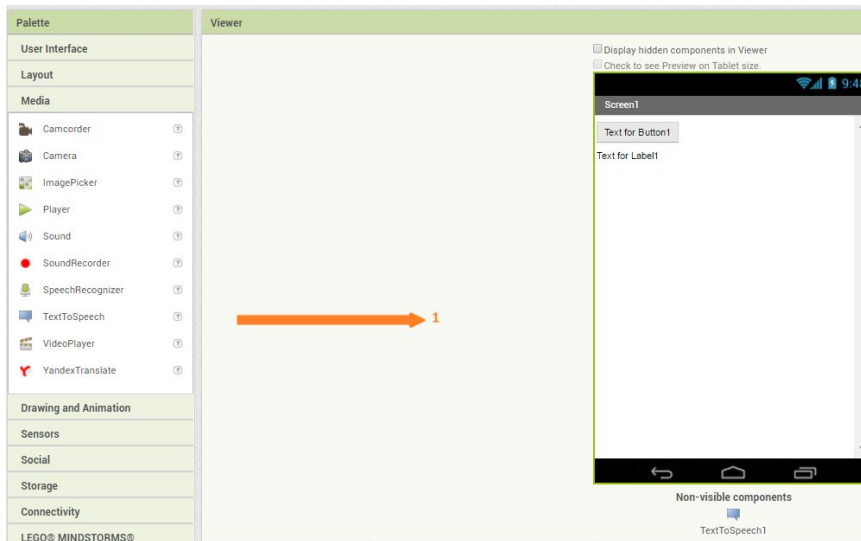 Palette
User Interface
Layout
Media
Camcorder
Camera
ImagePicker
Player
Sound
SoundRecorder
SpeechRecognizer
TextToSpeech
VideoPlayer
YandexTranslate
Drawing and Animation
Sensors
Social
Storage
Connectivity
LEGO® MINDSTORMS®
Viewer
1
Display hidden components in Viewer
Check to see Preview on Tablet size.
9:48
Screen1
Text for Button1
Text for Label1
Non-visible components
TextToSpeech1